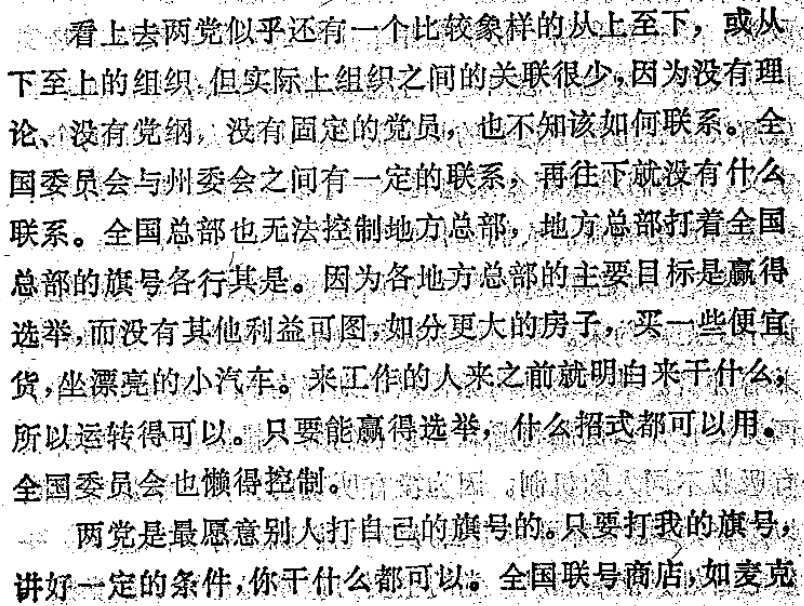 看上去两党似乎还有一个比较象样的从上至下，或从
下至上的组织，但实际上组织之间的关联很少，因为没有理
论、没有党纲，没有固定的党员，也不知该如何联系。全
国委员会与州委会之间有一定的联系，再往下就没有什么
联系。全国总部也无法控制地方总部，地方总部打着全国
总部的旗号各行其是。因为各地方总部的主要目标是赢得
选举，而没有其他利益可图，如分更大的房子，买一些便宜
货，坐漂亮的小汽车。来工作的人来之前就明白来干什么，
所以运转得可以。只要能赢得选举，什么招式都可以用。
全国委员会也懒得控制。
两党是最愿意别人打自己的旗号的。只要打我的旗号，
讲好一定的条件，你干什么都可以。全国联号商店，如麦克